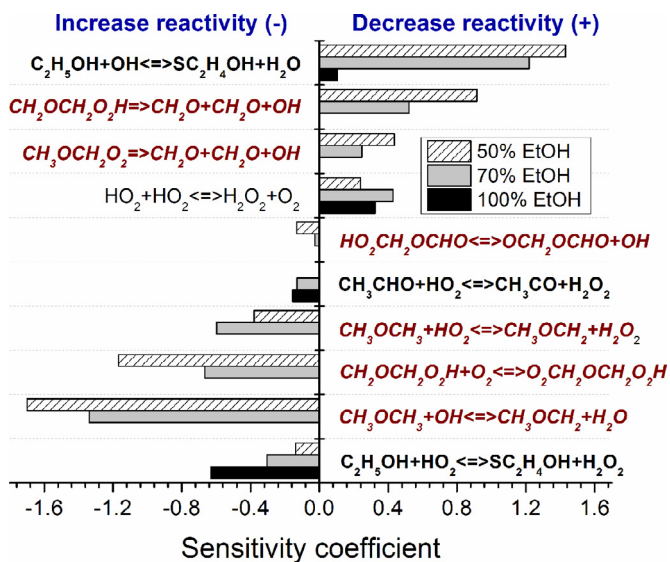 Increase reactivity (-) Decrease reactivity (+)
C₂H₅OH+OH<=>SC₂H₄OH+H₂O
CH₂OCH₂O₂H=>CH₂O+CH₂O+OH
CH₃OCH₂O₂=>CH₂O+CH₂O+OH
HO₂+HO₂<=>H₂O₂+O₂
50% EtOH
70% EtOH
100% EtOH
HO₂CH₂OCHO<=>OCH₂OCHO+OH
CH₃CHO+HO₂<=>CH₃CO+H₂O₂
CH₃OCH₃+HO₂<=>CH₃OCH₂+H₂O₂
CH₂OCH₂O₂H+O₂<=>O₂CH₂OCH₂O₂H
CH₃OCH₃+OH<=>CH₃OCH₂+H₂O
C₂H₅OH+HO₂<=>SC₂H₄OH+H₂O₂
-1.6 -1.2 -0.8 -0.4 0.0 0.4 0.8 1.2 1.6
Sensitivity coefficient